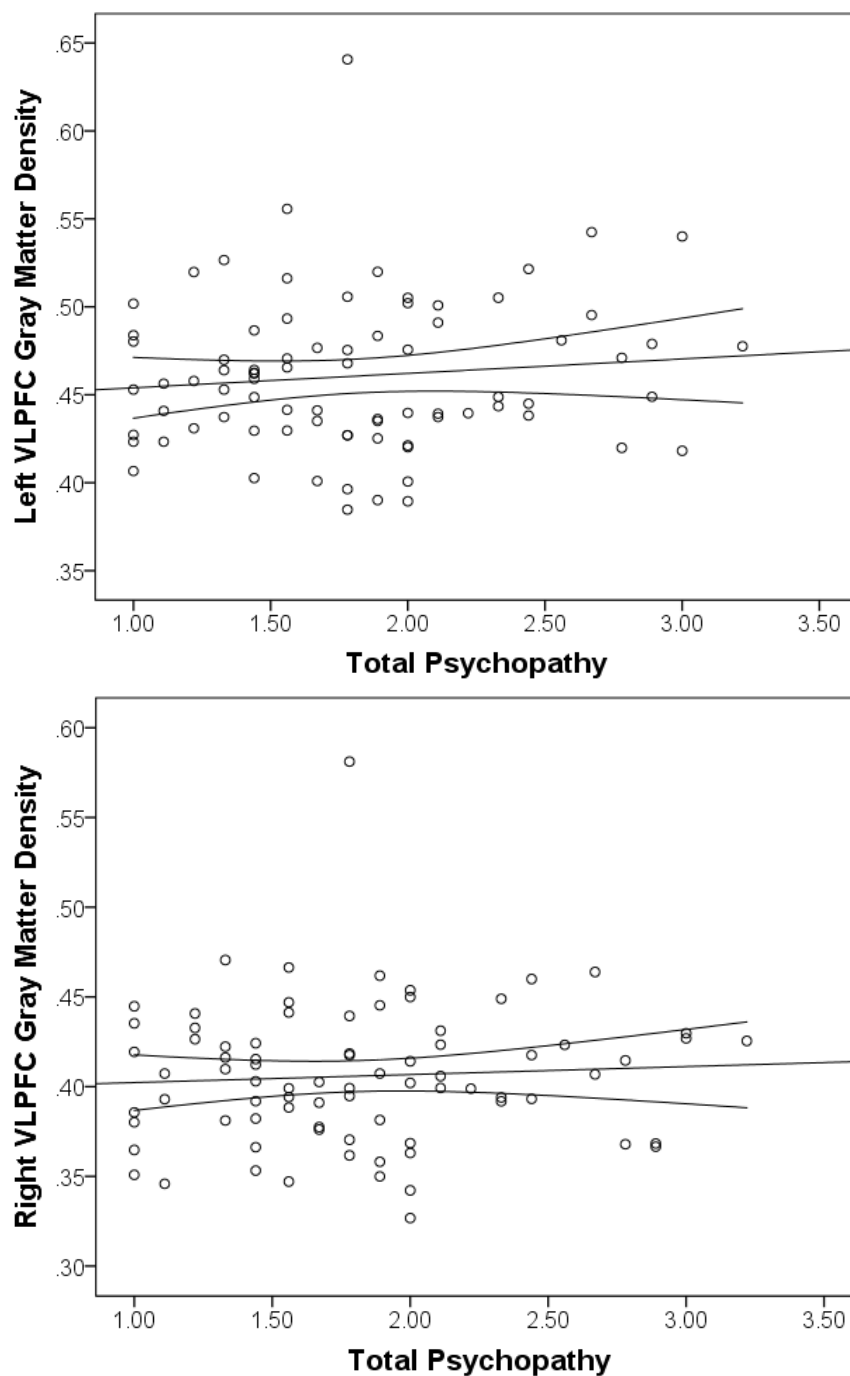 .65
.60
.55
.50
.45
.40
.35
Left VLPFC Gray Matter Density
1.00 1.50 2.00 2.50 3.00 3.50
Total Psychopathy
.60
.55
.50
.45
.40
.35
.30
Right VLPFC Gray Matter Density
1.00 1.50 2.00 2.50 3.00 3.50
Total Psychopathy